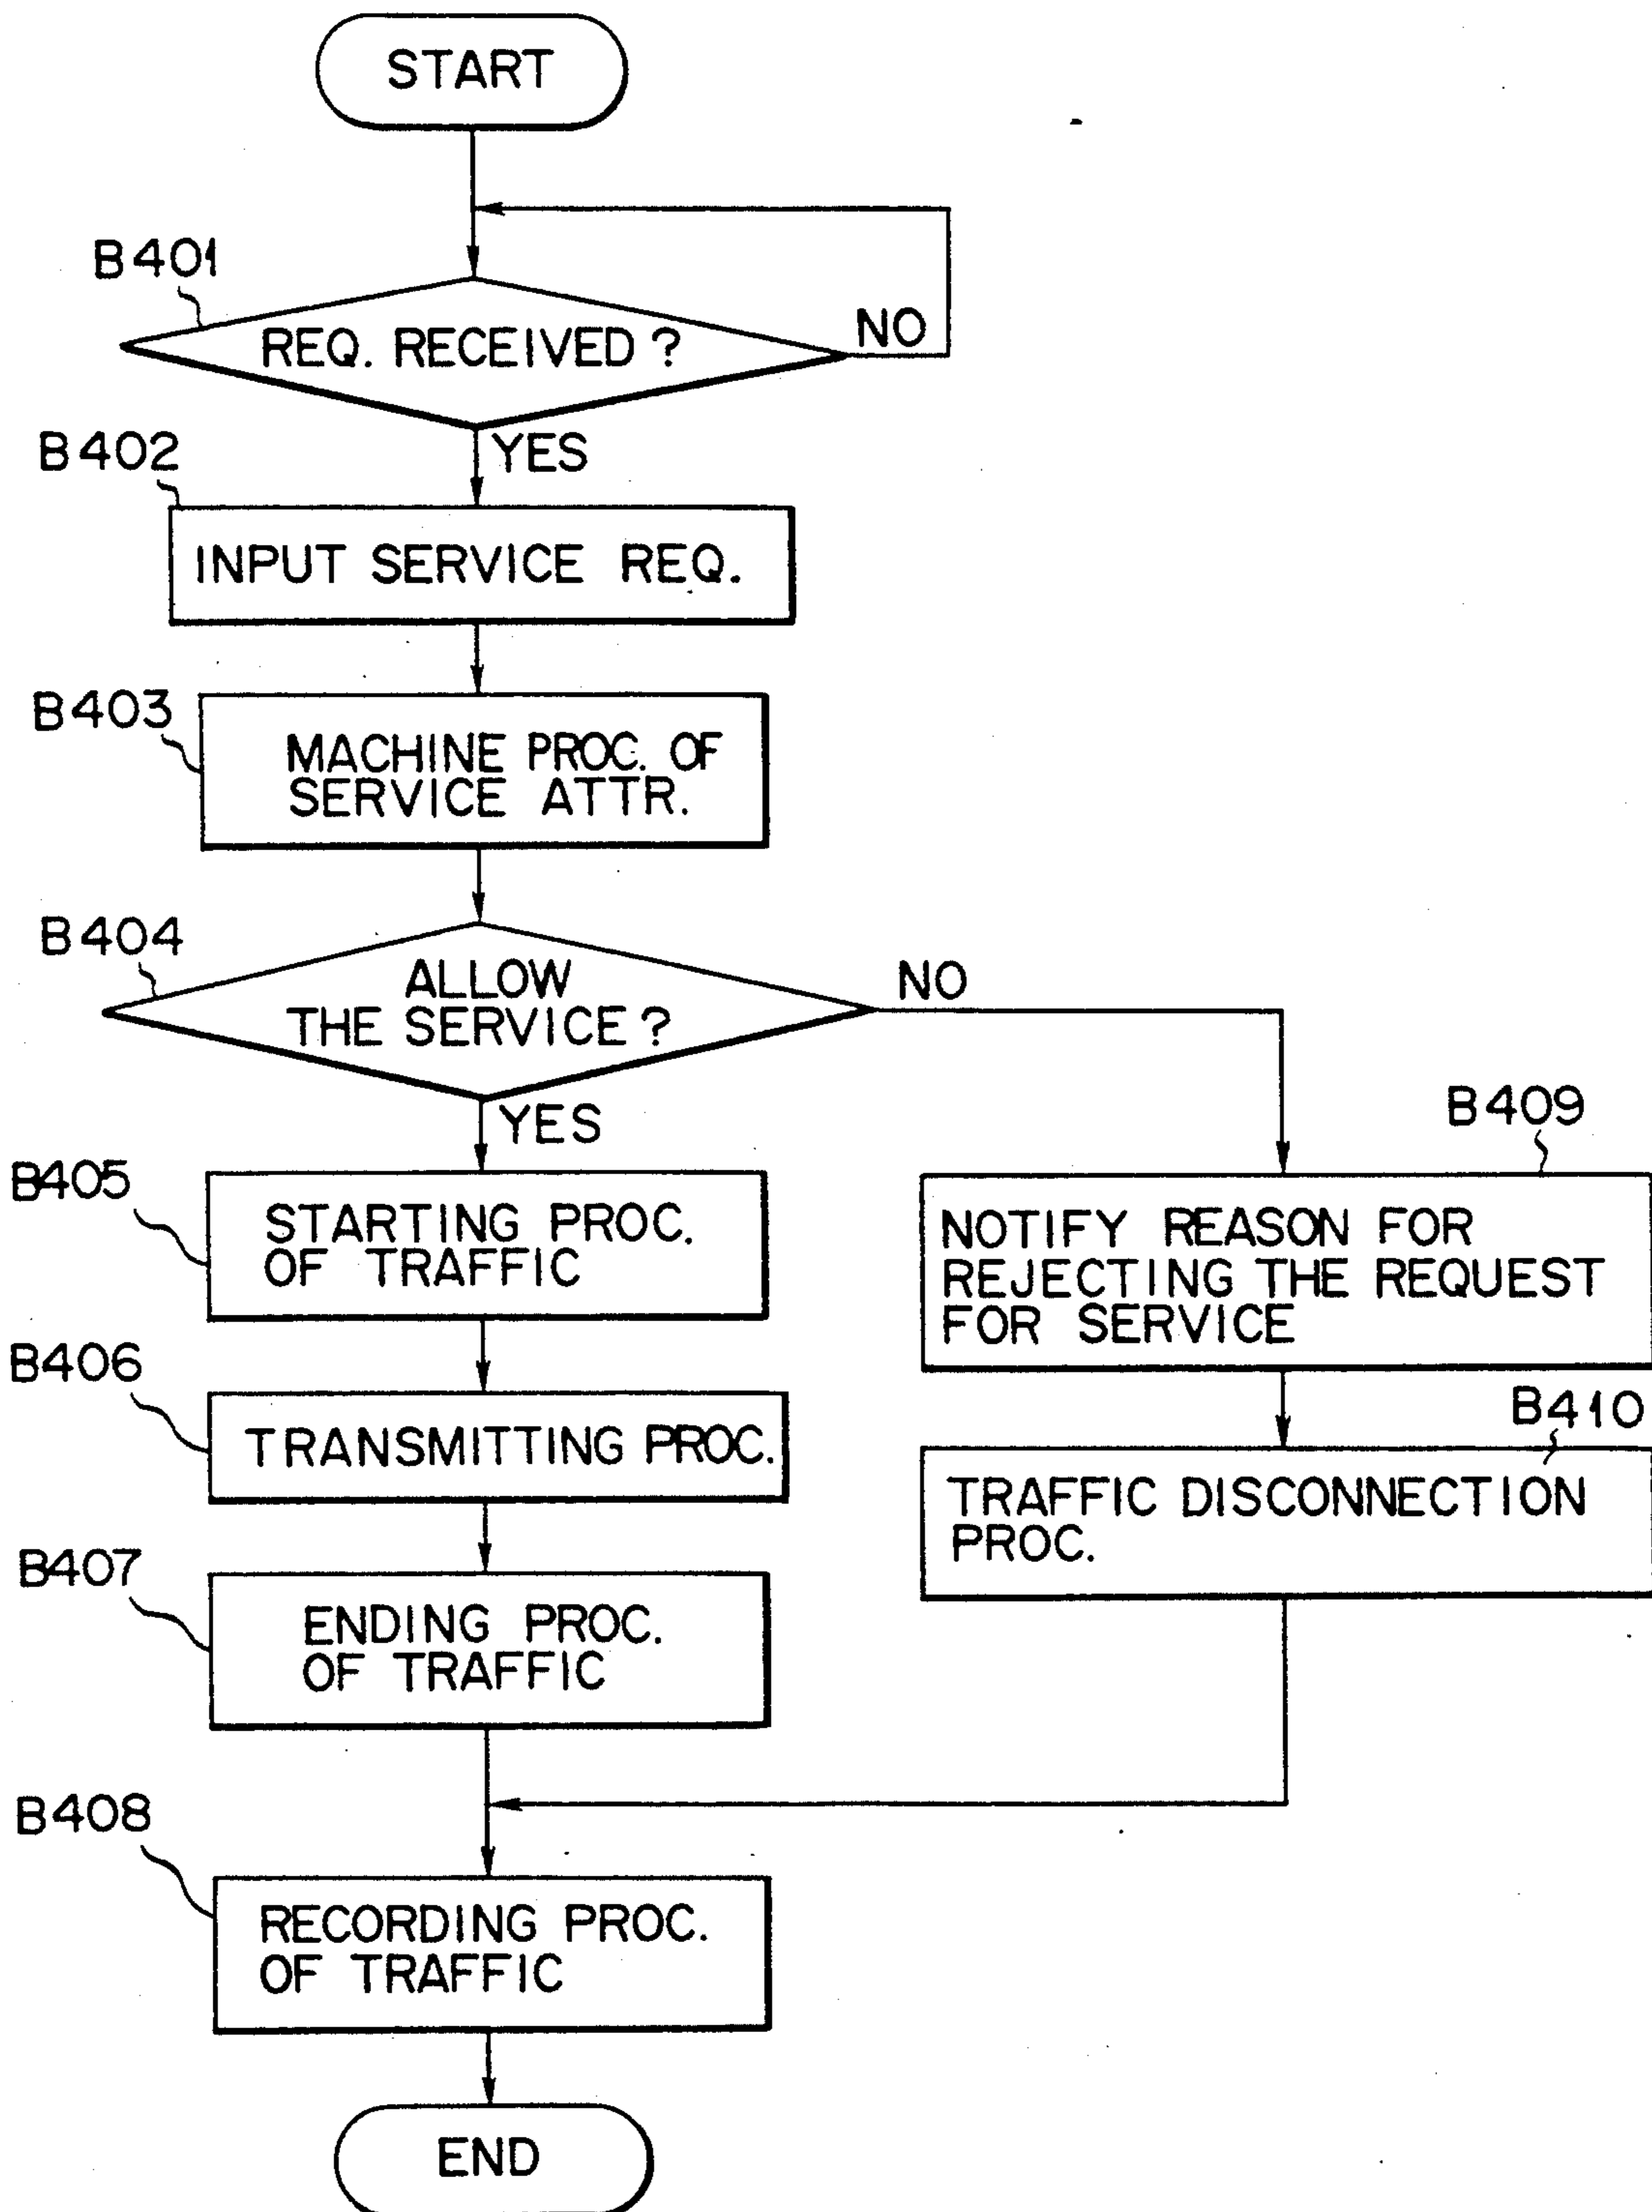 START
B401
REQ. RECEIVED ?
NO
B402
YES
INPUT SERVICE REQ.
B403
MACHINE PROC. OF
SERVICE ATTR.
B404
ALLOW
THE SERVICE ?
NO
YES
B405
STARTING PROC.
OF TRAFFIC
B409
NOTIFY REASON FOR
REJECTING THE REQUEST
FOR SERVICE
B406
TRANSMITTING PROC.
B410
TRAFFIC DISCONNECTION
PROC.
B407
ENDING PROC.
OF TRAFFIC
B408
RECORDING PROC.
OF TRAFFIC
END